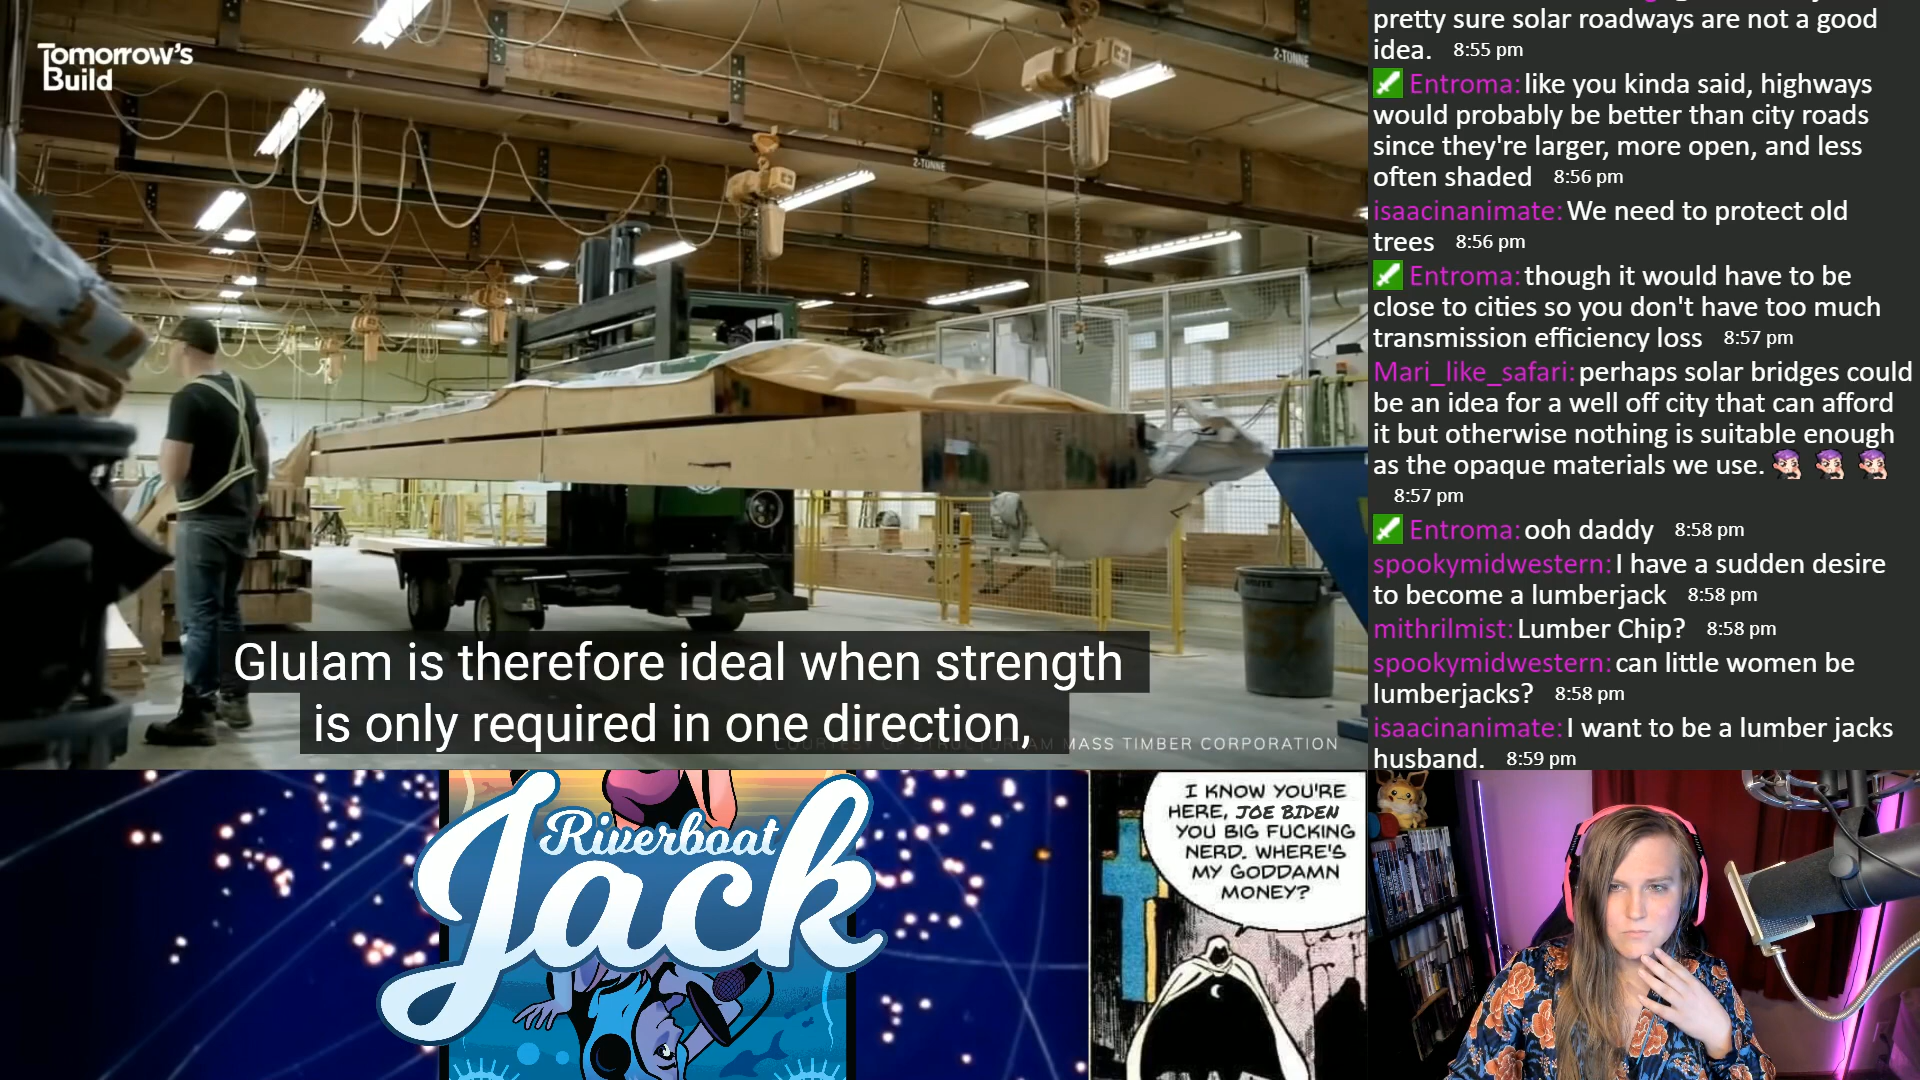 Tomorrow's
Build
2-TUNNE
2-TUNNE
Glulam is therefore ideal when strength
is only required in one direction,
MASS TIMBER CORPORATION
pretty sure solar roadways are not a good
idea. 8:55 pm
Entroma: like you kinda said, highways
would probably be better than city roads
since they're larger, more open, and less
often shaded 8:56 pm
isaacinanimate: We need to protect old
trees 8:56 pm
Entroma: though it would have to be
close to cities so you don't have too much
transmission efficiency loss 8:57 pm
Mari_like_safari: perhaps solar bridges could
be an idea for a well off city that can afford
it but otherwise nothing is suitable enough
as the opaque materials we use.
8:57 pm
Entroma: ooh daddy 8:58 pm
spookymidwestern: I have a sudden desire
to become a lumberjack 8:58 pm
mithrilmist: Lumber Chip? 8:58 pm
spookymidwestern: can little women be
lumberjacks? 8:58 pm
isaacinanimate: I want to be a lumber jacks
husband. 8:59 pm
Riverboat
Jack
I KNOW YOU'RE
HERE, JOE BIDEN
YOU BIG FUCKING
NERD. WHERE'S
MY GODDAMN
MONEY?